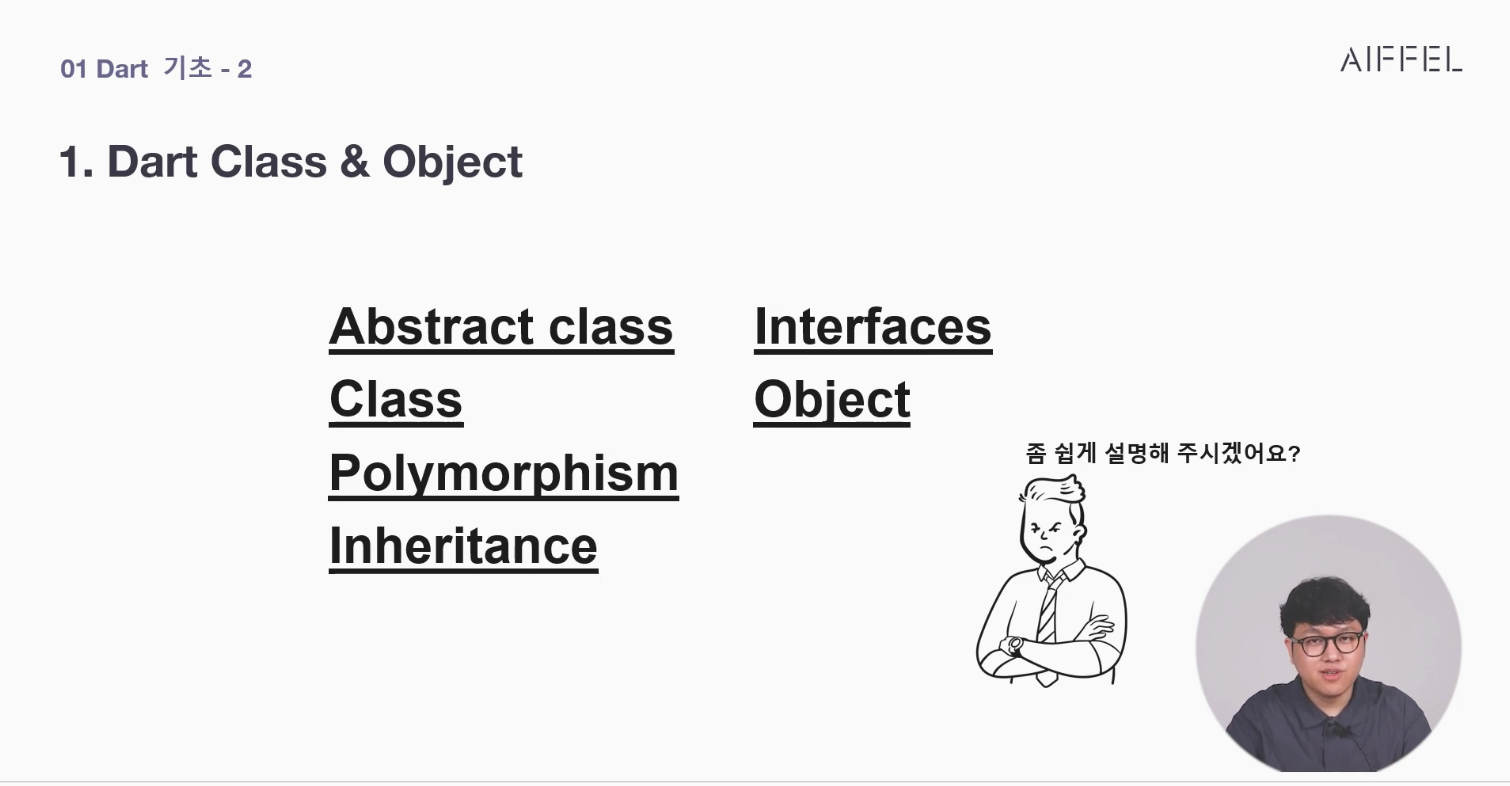 01 Dart 기초 - 2
AIFFEL
1. Dart Class & Object
Abstract class
Class
Polymorphism
Inheritance
Interfaces
Object
좀 쉽게 설명해 주시겠어요?